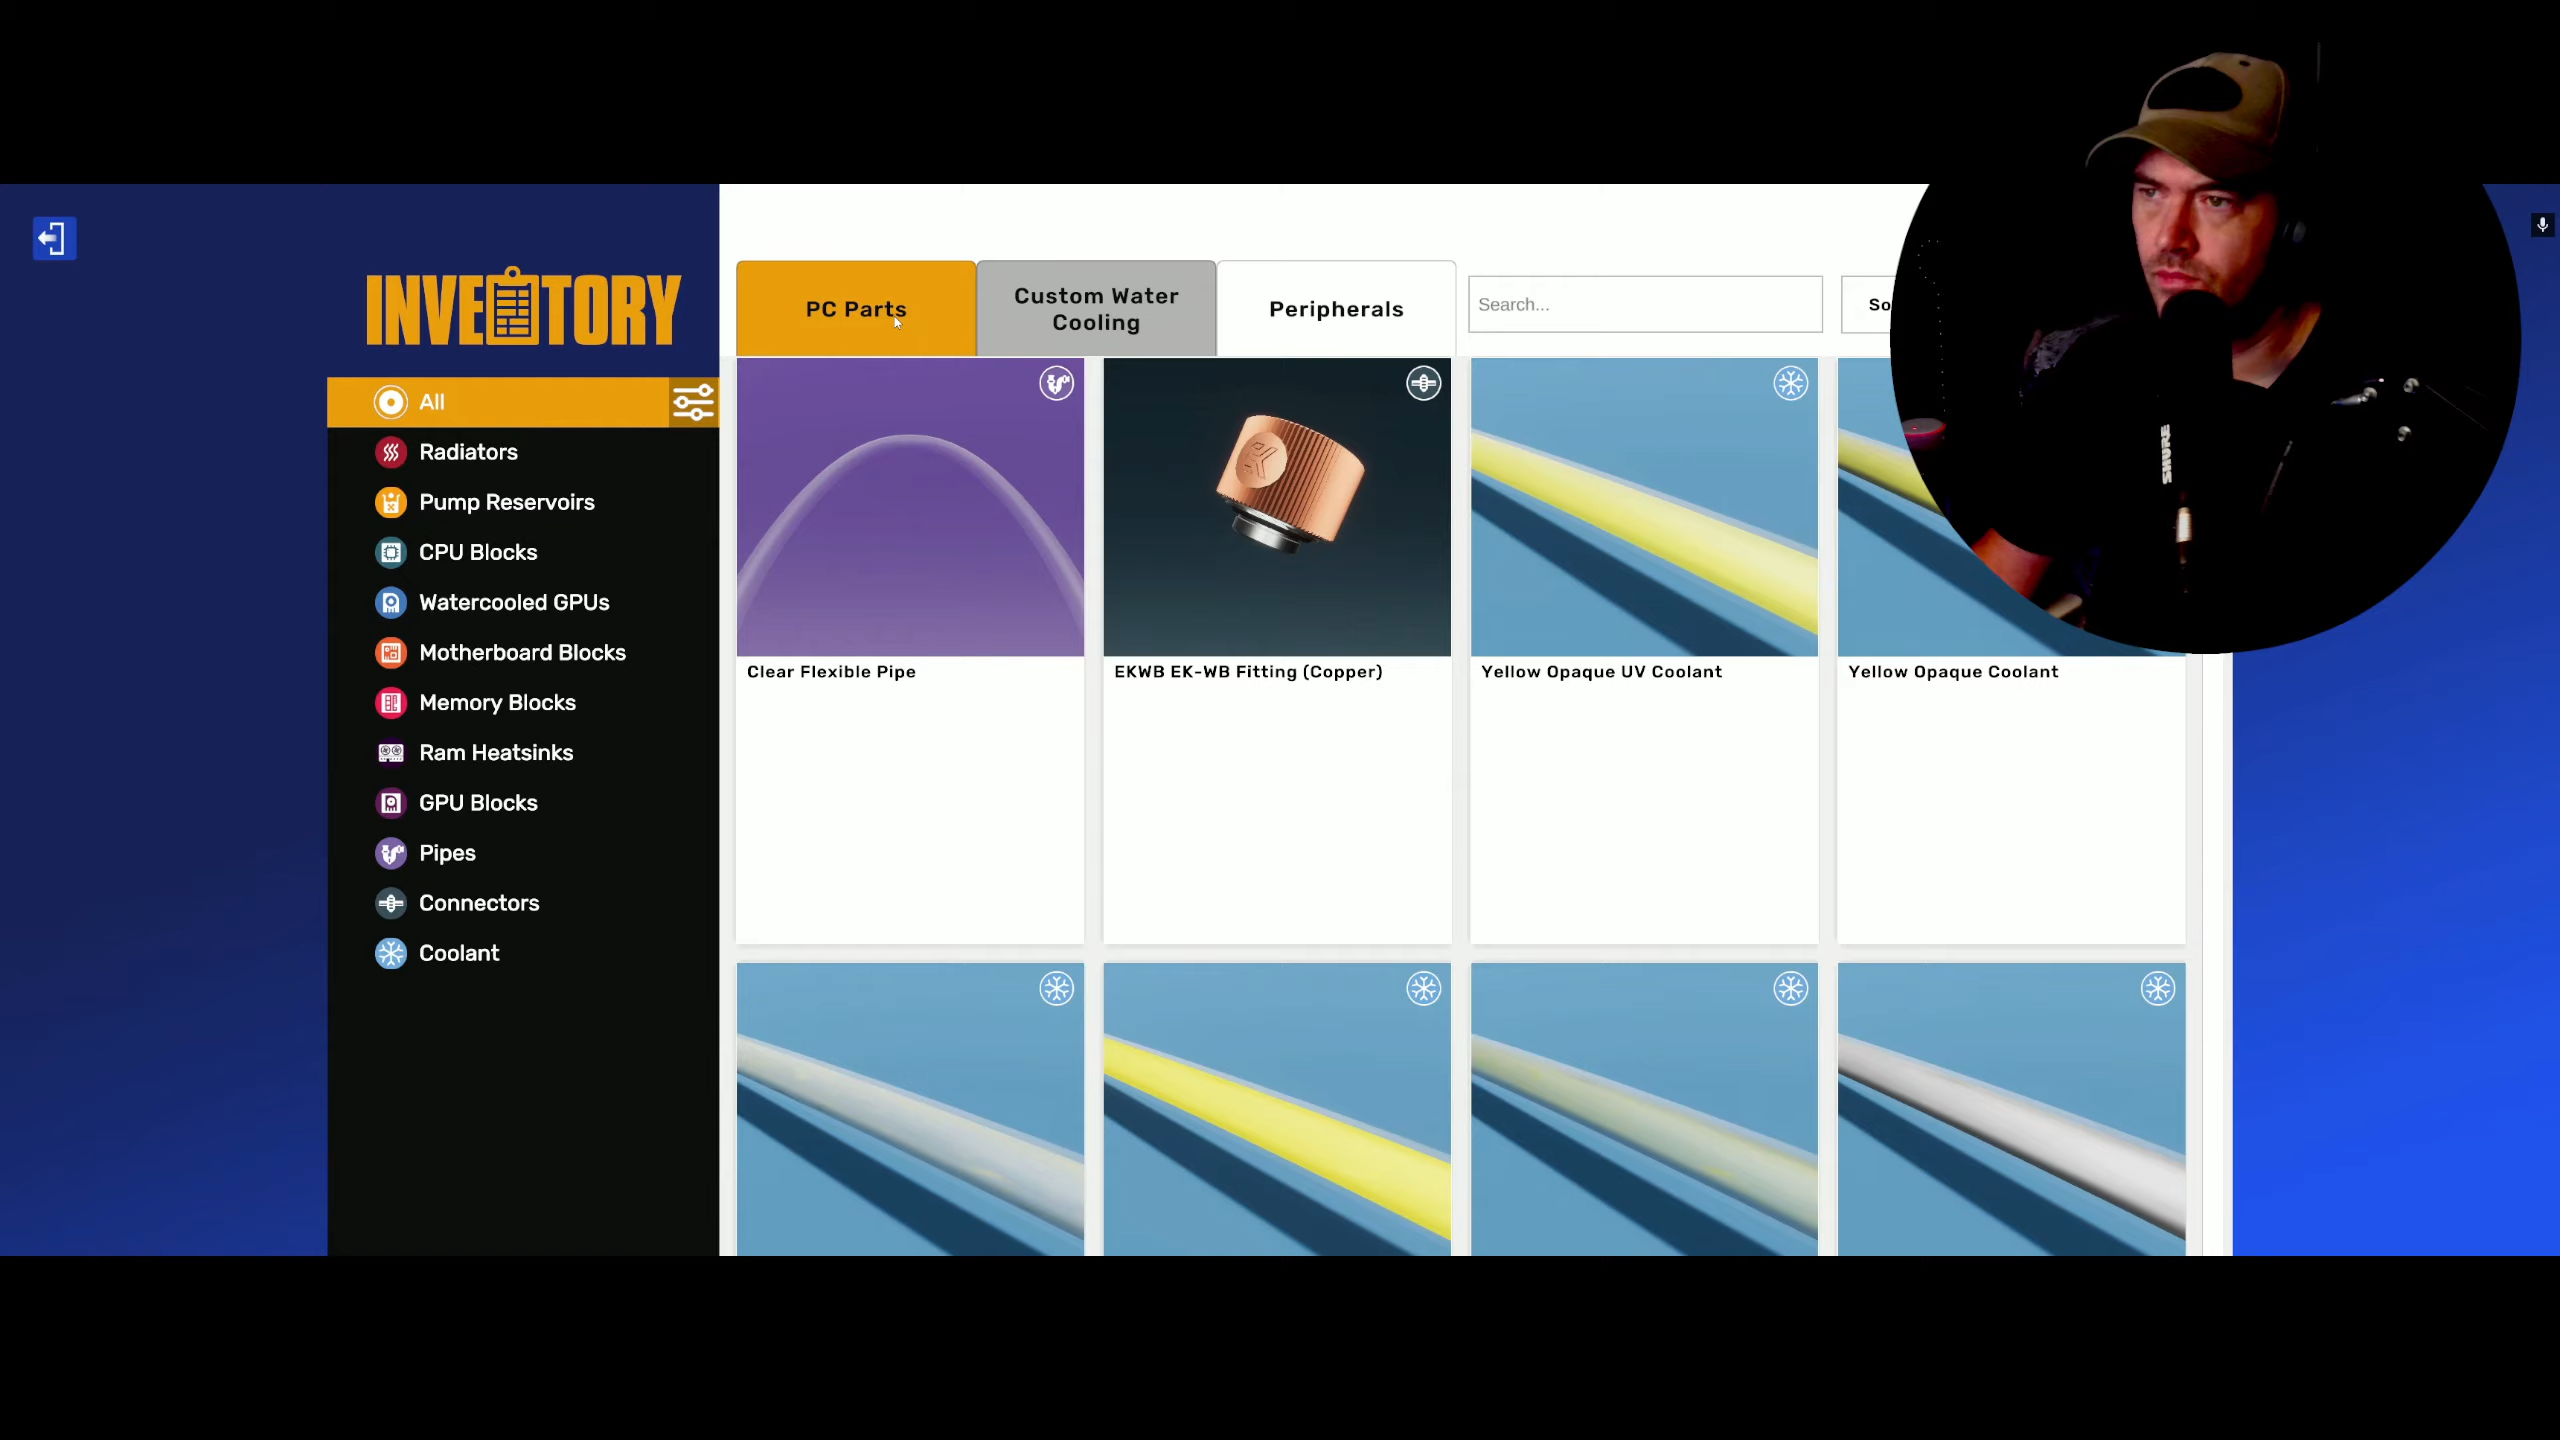 INVENTORY
PC Parts
Custom Water
Cooling
Peripherals
Search...
So
All
Radiators
Pump Reservoirs
CPU Blocks
Watercooled GPUs
Motherboard Blocks
Memory Blocks
Ram Heatsinks
GPU Blocks
Pipes
Connectors
Coolant
Clear Flexible Pipe
EKWB EK-WB Fitting (Copper)
Yellow Opaque UV Coolant
Yellow Opaque Coolant
SHURE